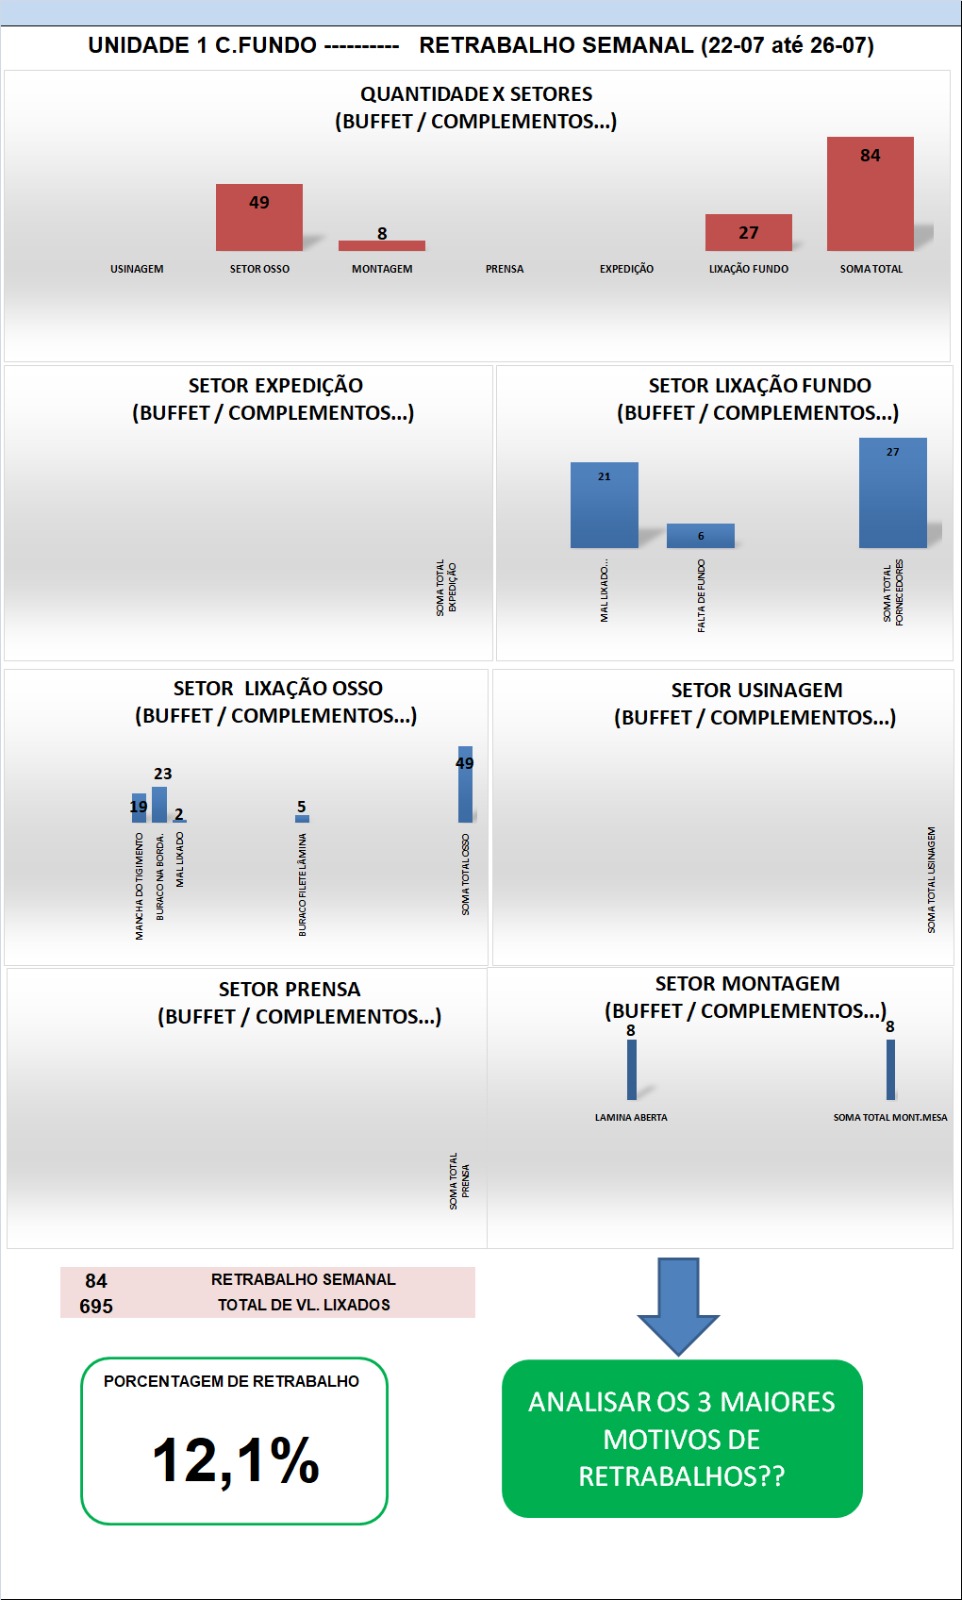 UNIDADE 1 C.FUNDO ---------- RETRABALHO SEMANAL (22-07 até 26-07)
QUANTIDADE X SETORES
(BUFFET / COMPLEMENTOS...)
84
49
8
27
USINAGEM SETOR OSSO MONTAGEM PRENSA EXPEDIÇÃO LIXAÇÃO FUNDO SOMA TOTAL
SETOR EXPEDIÇÃO
(BUFFET / COMPLEMENTOS...)
SOMA TOTAL
EXPEDIÇÃO
SETOR LIXAÇÃO FUNDO
(BUFFET / COMPLEMENTOS...)
21
6
27
MAL LIXADO...
FALTA DE FUNDO
SOMA TOTAL
FORNECEDORES
SETOR LIXAÇÃO OSSO
(BUFFET / COMPLEMENTOS...)
19
23
2
5
49
MANCHA DO TIGIMENTO
BURACO NA BORDA.
MAL LIXADO
BURACO FILETE LÂMINA
SOMA TOTAL OSSO
SETOR USINAGEM
(BUFFET / COMPLEMENTOS...)
SOMA TOTAL USINAGEM
SETOR PRENSA
(BUFFET / COMPLEMENTOS...)
SOMA TOTAL
PRENSA
SETOR MONTAGEM
(BUFFET / COMPLEMENTOS...)
8
8
LAMINA ABERTA
SOMA TOTAL MONT.MESA
84 RETRABALHO SEMANAL
695 TOTAL DE VL. LIXADOS
PORCENTAGEM DE RETRABALHO
12,1%
ANALISAR OS 3 MAIORES
MOTIVOS DE
RETRABALHOS??